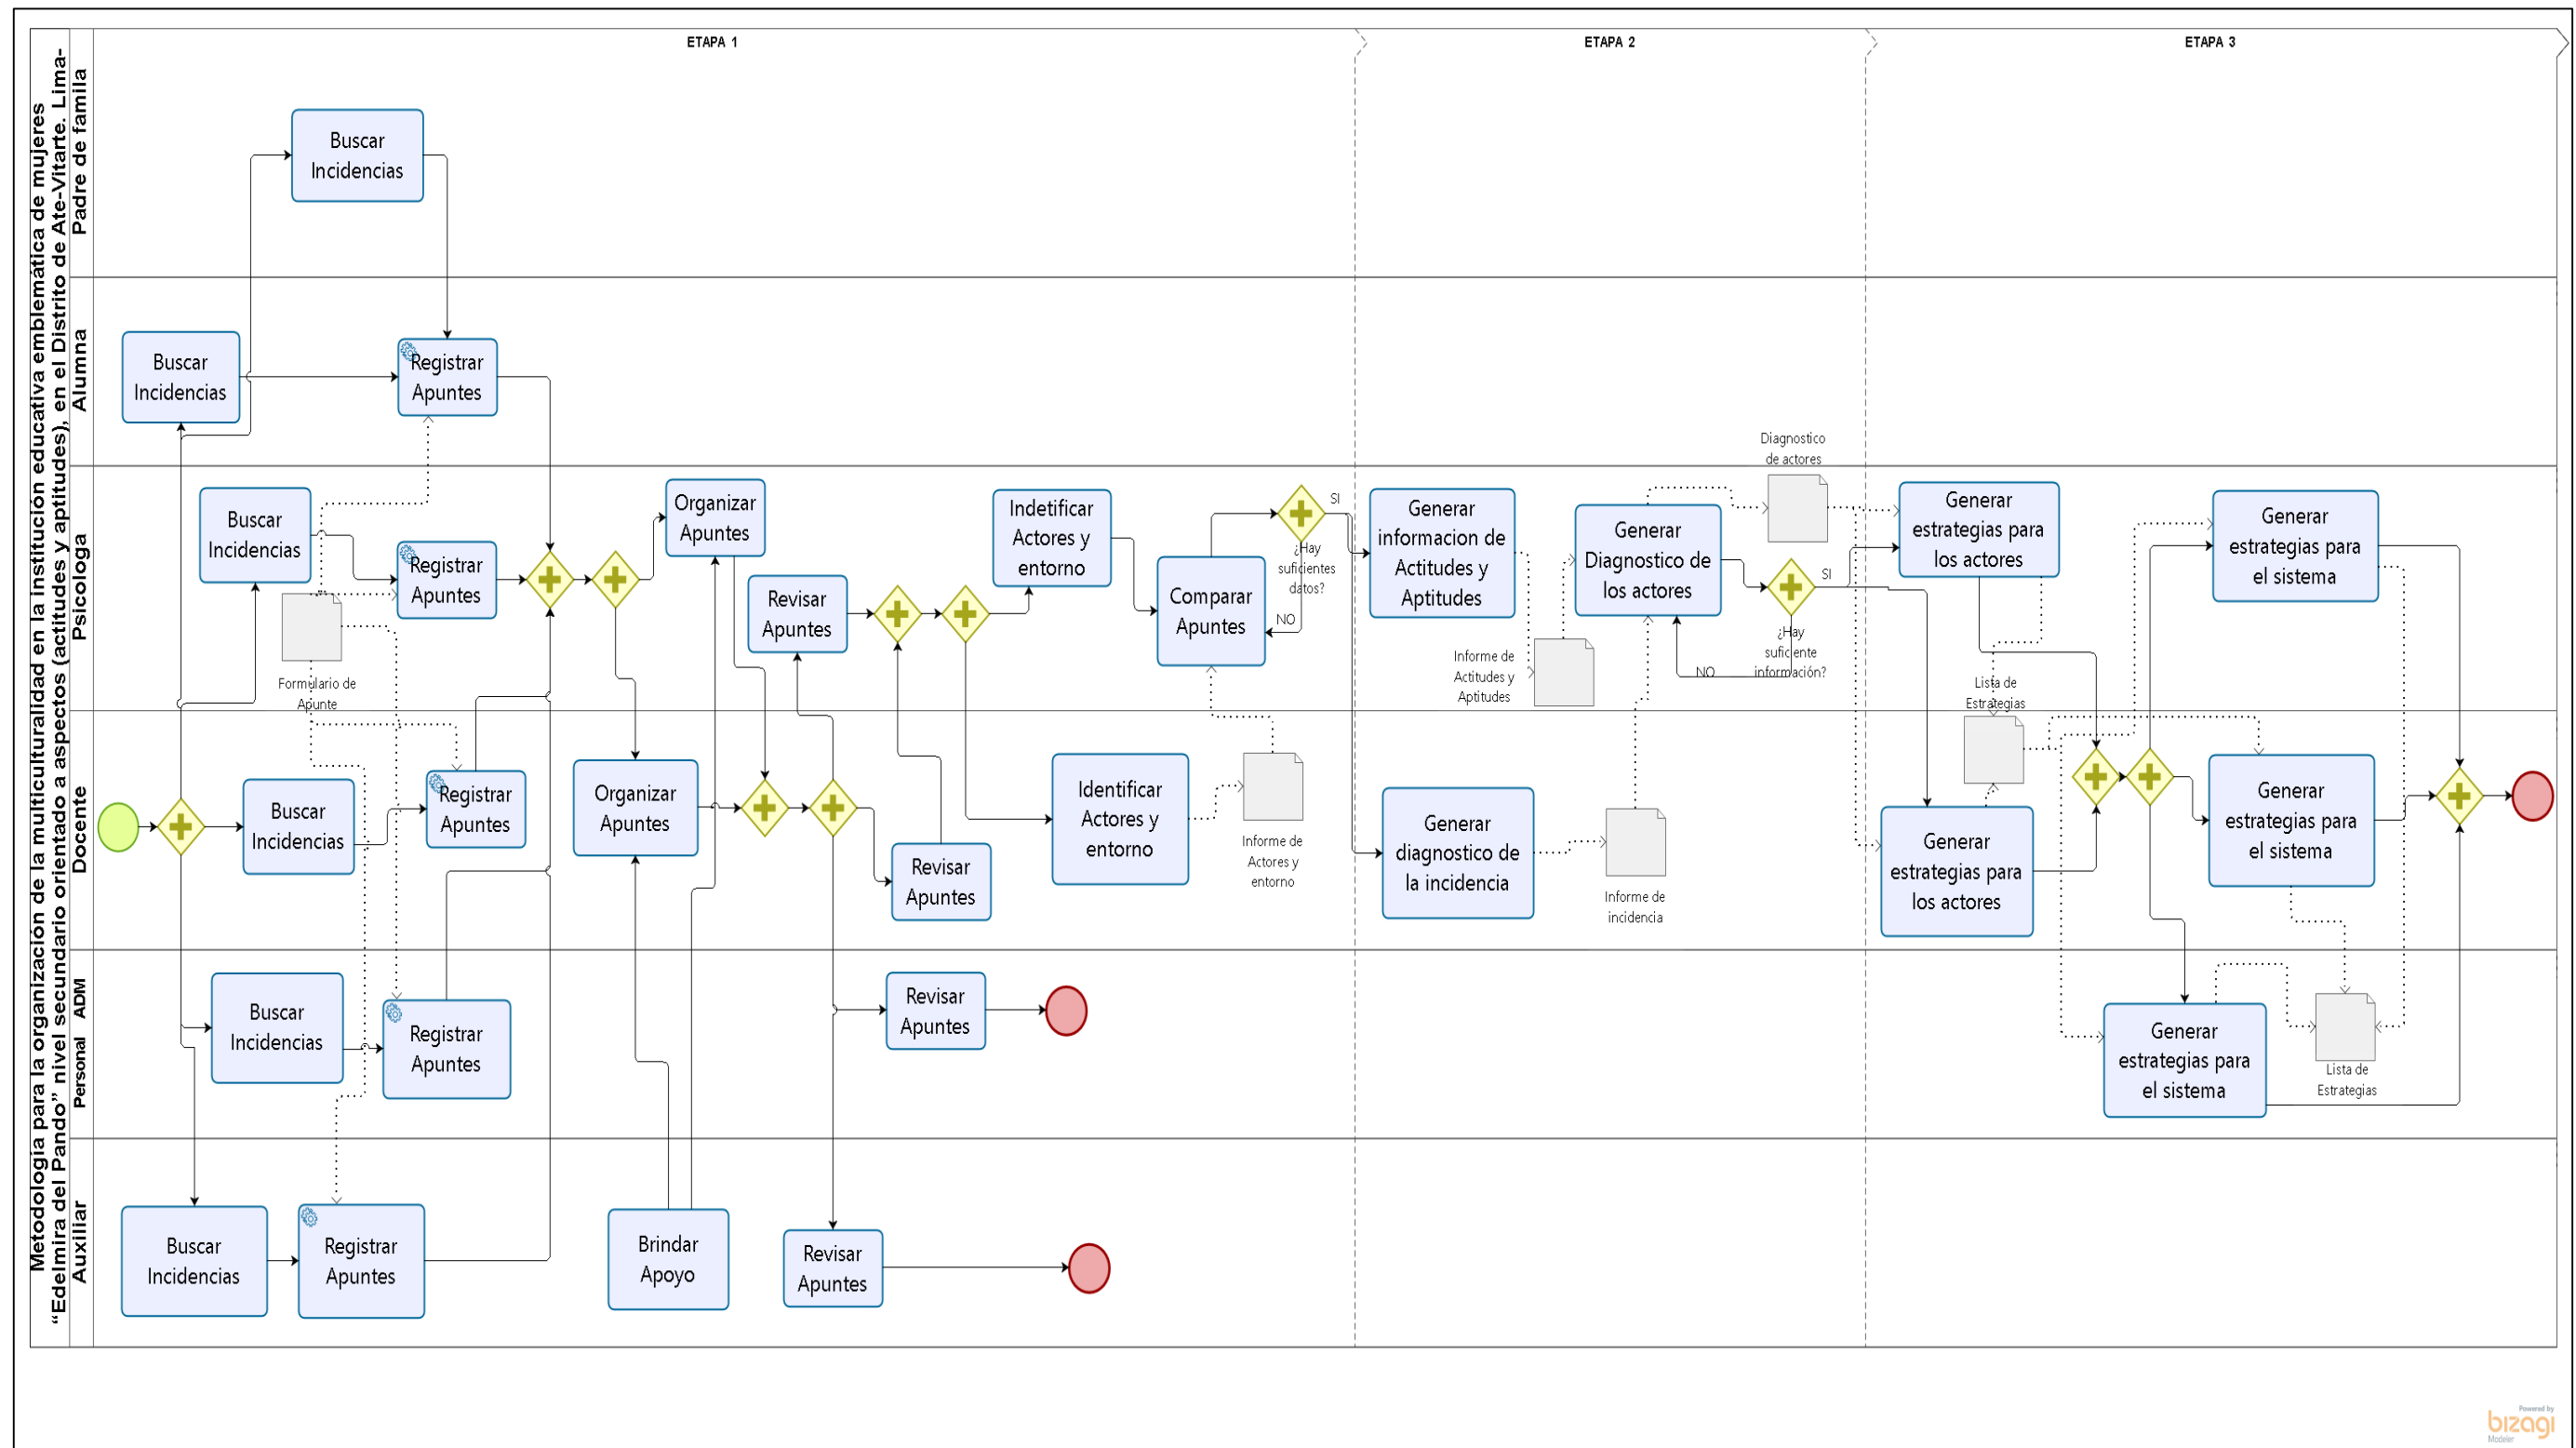 Metodología para la organización de la multiculturalidad en la institución educativa emblemática de mujeres
“Edelmira del Pando” nivel secundario orientado a aspectos (actitudes y aptitudes), en el Distrito de Ate-Vitarte. Lima-
ETAPA 1
ETAPA 2
ETAPA 3
Padre de famila
Buscar
Incidencias
Alumna
Buscar
Incidencias
Registrar
Apuntes
Psicologa
Buscar
Incidencias
Registrar
Apuntes
Formulario de
Apunte
Organizar
Apuntes
Revisar
Apuntes
Indetificar
Actores y
entorno
Comparar
Apuntes
SI
¿Hay
suficientes
datos?
NO
Generar
informacion de
Actitudes y
Aptitudes
Informe de
Actitudes y
Aptitudes
Generar
Diagnostico de
los actores
Diagnostico
de actores
SI
¿Hay
suficiente
información?
NO
Generar
estrategias para
los actores
Lista de
Estrategias
Generar
estrategias para
el sistema
Docente
Buscar
Incidencias
Registrar
Apuntes
Organizar
Apuntes
Revisar
Apuntes
Identificar
Actores y
entorno
Informe de
Actores y
entorno
Generar
diagnostico de
la incidencia
Informe de
incidencia
Generar
estrategias para
los actores
Generar
estrategias para
el sistema
Personal ADM
Buscar
Incidencias
Registrar
Apuntes
Revisar
Apuntes
Generar
estrategias para
el sistema
Lista de
Estrategias
Auxiliar
Buscar
Incidencias
Registrar
Apuntes
Brindar
Apoyo
Revisar
Apuntes
Powered by
bizagi
Modeler